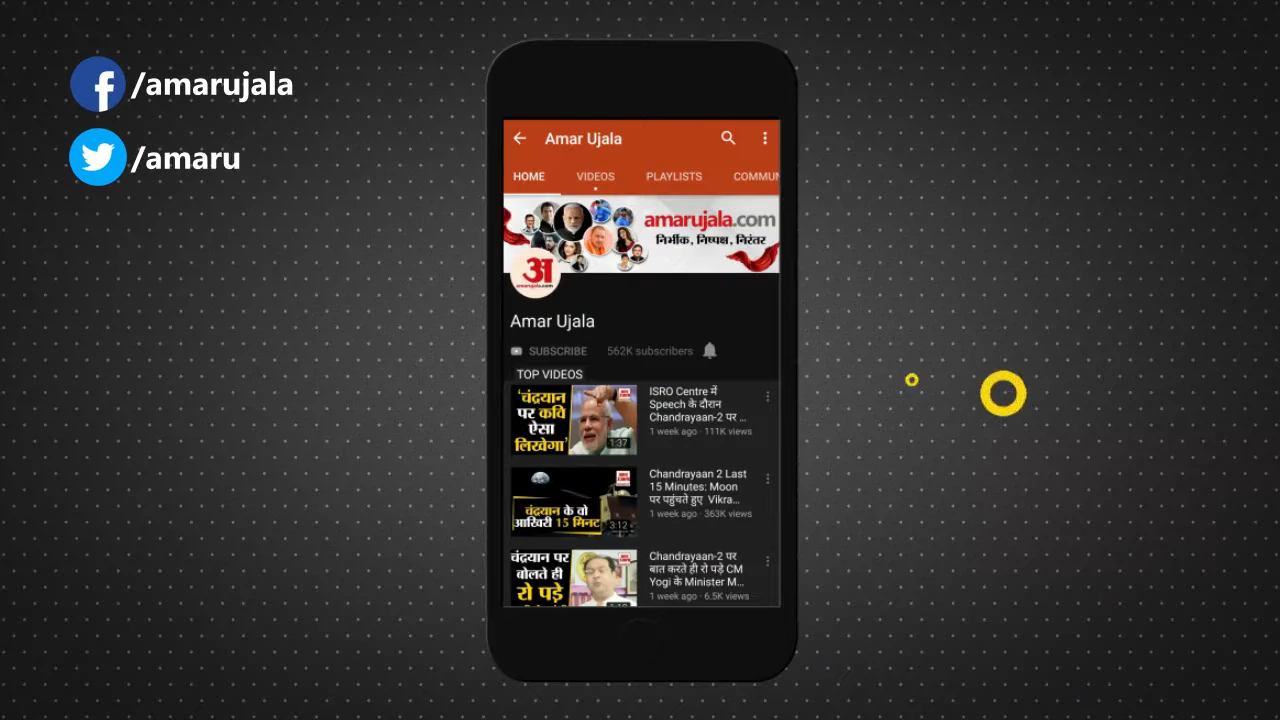 /amarujala
/amaru
Amar Ujala
HOME VIDEOS PLAYLISTS COMMUN
amarujala.com
निर्भीक, निष्पक्ष, निरंतर
अ
amarujala.com
Amar Ujala
SUBSCRIBE 562K subscribers
TOP VIDEOS
'चंद्रयान
पर कवि
ऐसा
लिखेगा'
1:37
ISRO Centre में
Speech के दौरान
Chandrayaan-2 पर ...
1 week ago · 111K views
चंद्रयान के वो
आखिरी 15 मिनट
3:12
Chandrayaan 2 Last
15 Minutes: Moon
पर पहुंचते हुए Vikra...
1 week ago · 363K views
चंद्रयान पर
बोलते ही
रो पड़े
Chandrayaan-2 पर
बात करते ही रो पड़े CM
Yogi के Minister M...
1 week ago · 6.5K views